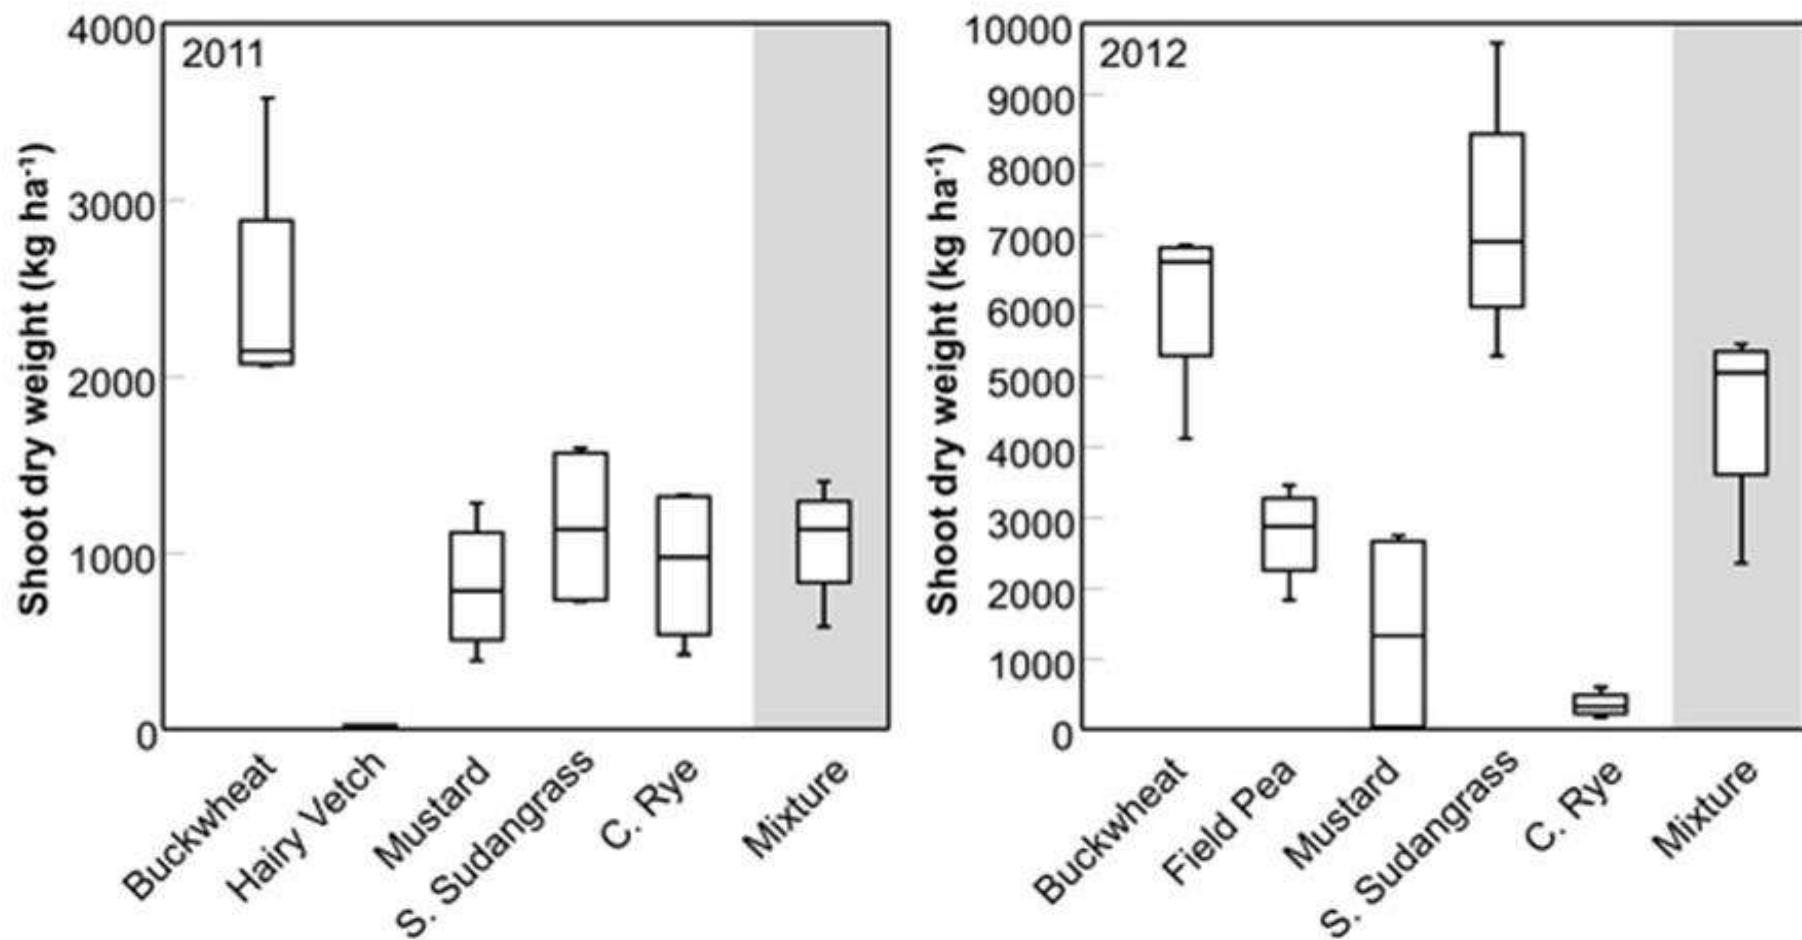 2011
Shoot dry weight (kg ha⁻¹)
4000
3000
2000
1000
0
Buckwheat
Hairy Vetch
Mustard
S. Sudangrass
C. Rye
Mixture
2012
Shoot dry weight (kg ha⁻¹)
10000
9000
8000
7000
6000
5000
4000
3000
2000
1000
0
Buckwheat
Field Pea
Mustard
S. Sudangrass
C. Rye
Mixture